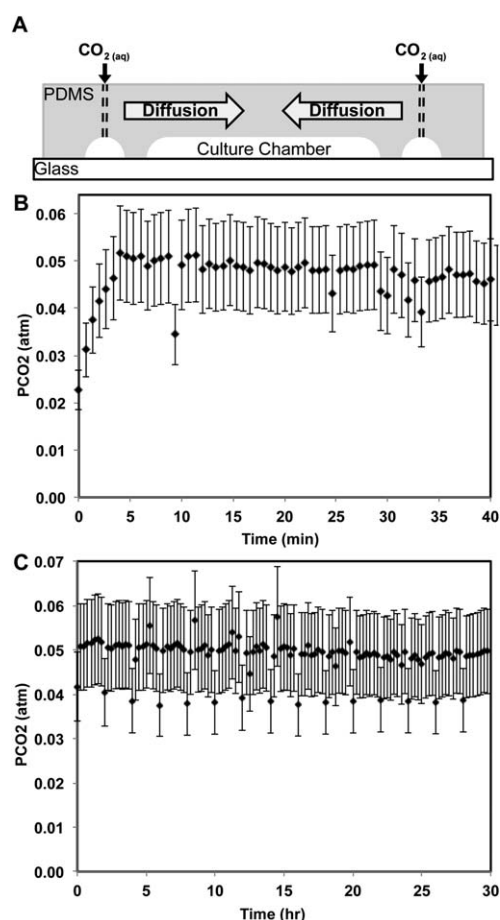 A
CO2 (aq) CO2 (aq)
PDMS
Diffusion Diffusion
Culture Chamber
Glass
B
0.06
0.05
0.04
0.03
0.02
0.01
0.00
PCO2 (atm)
0 5 10 15 20 25 30 35 40
Time (min)
C
0.07
0.06
0.05
0.04
0.03
0.02
0.01
0.00
PCO2 (atm)
0 5 10 15 20 25 30
Time (hr)